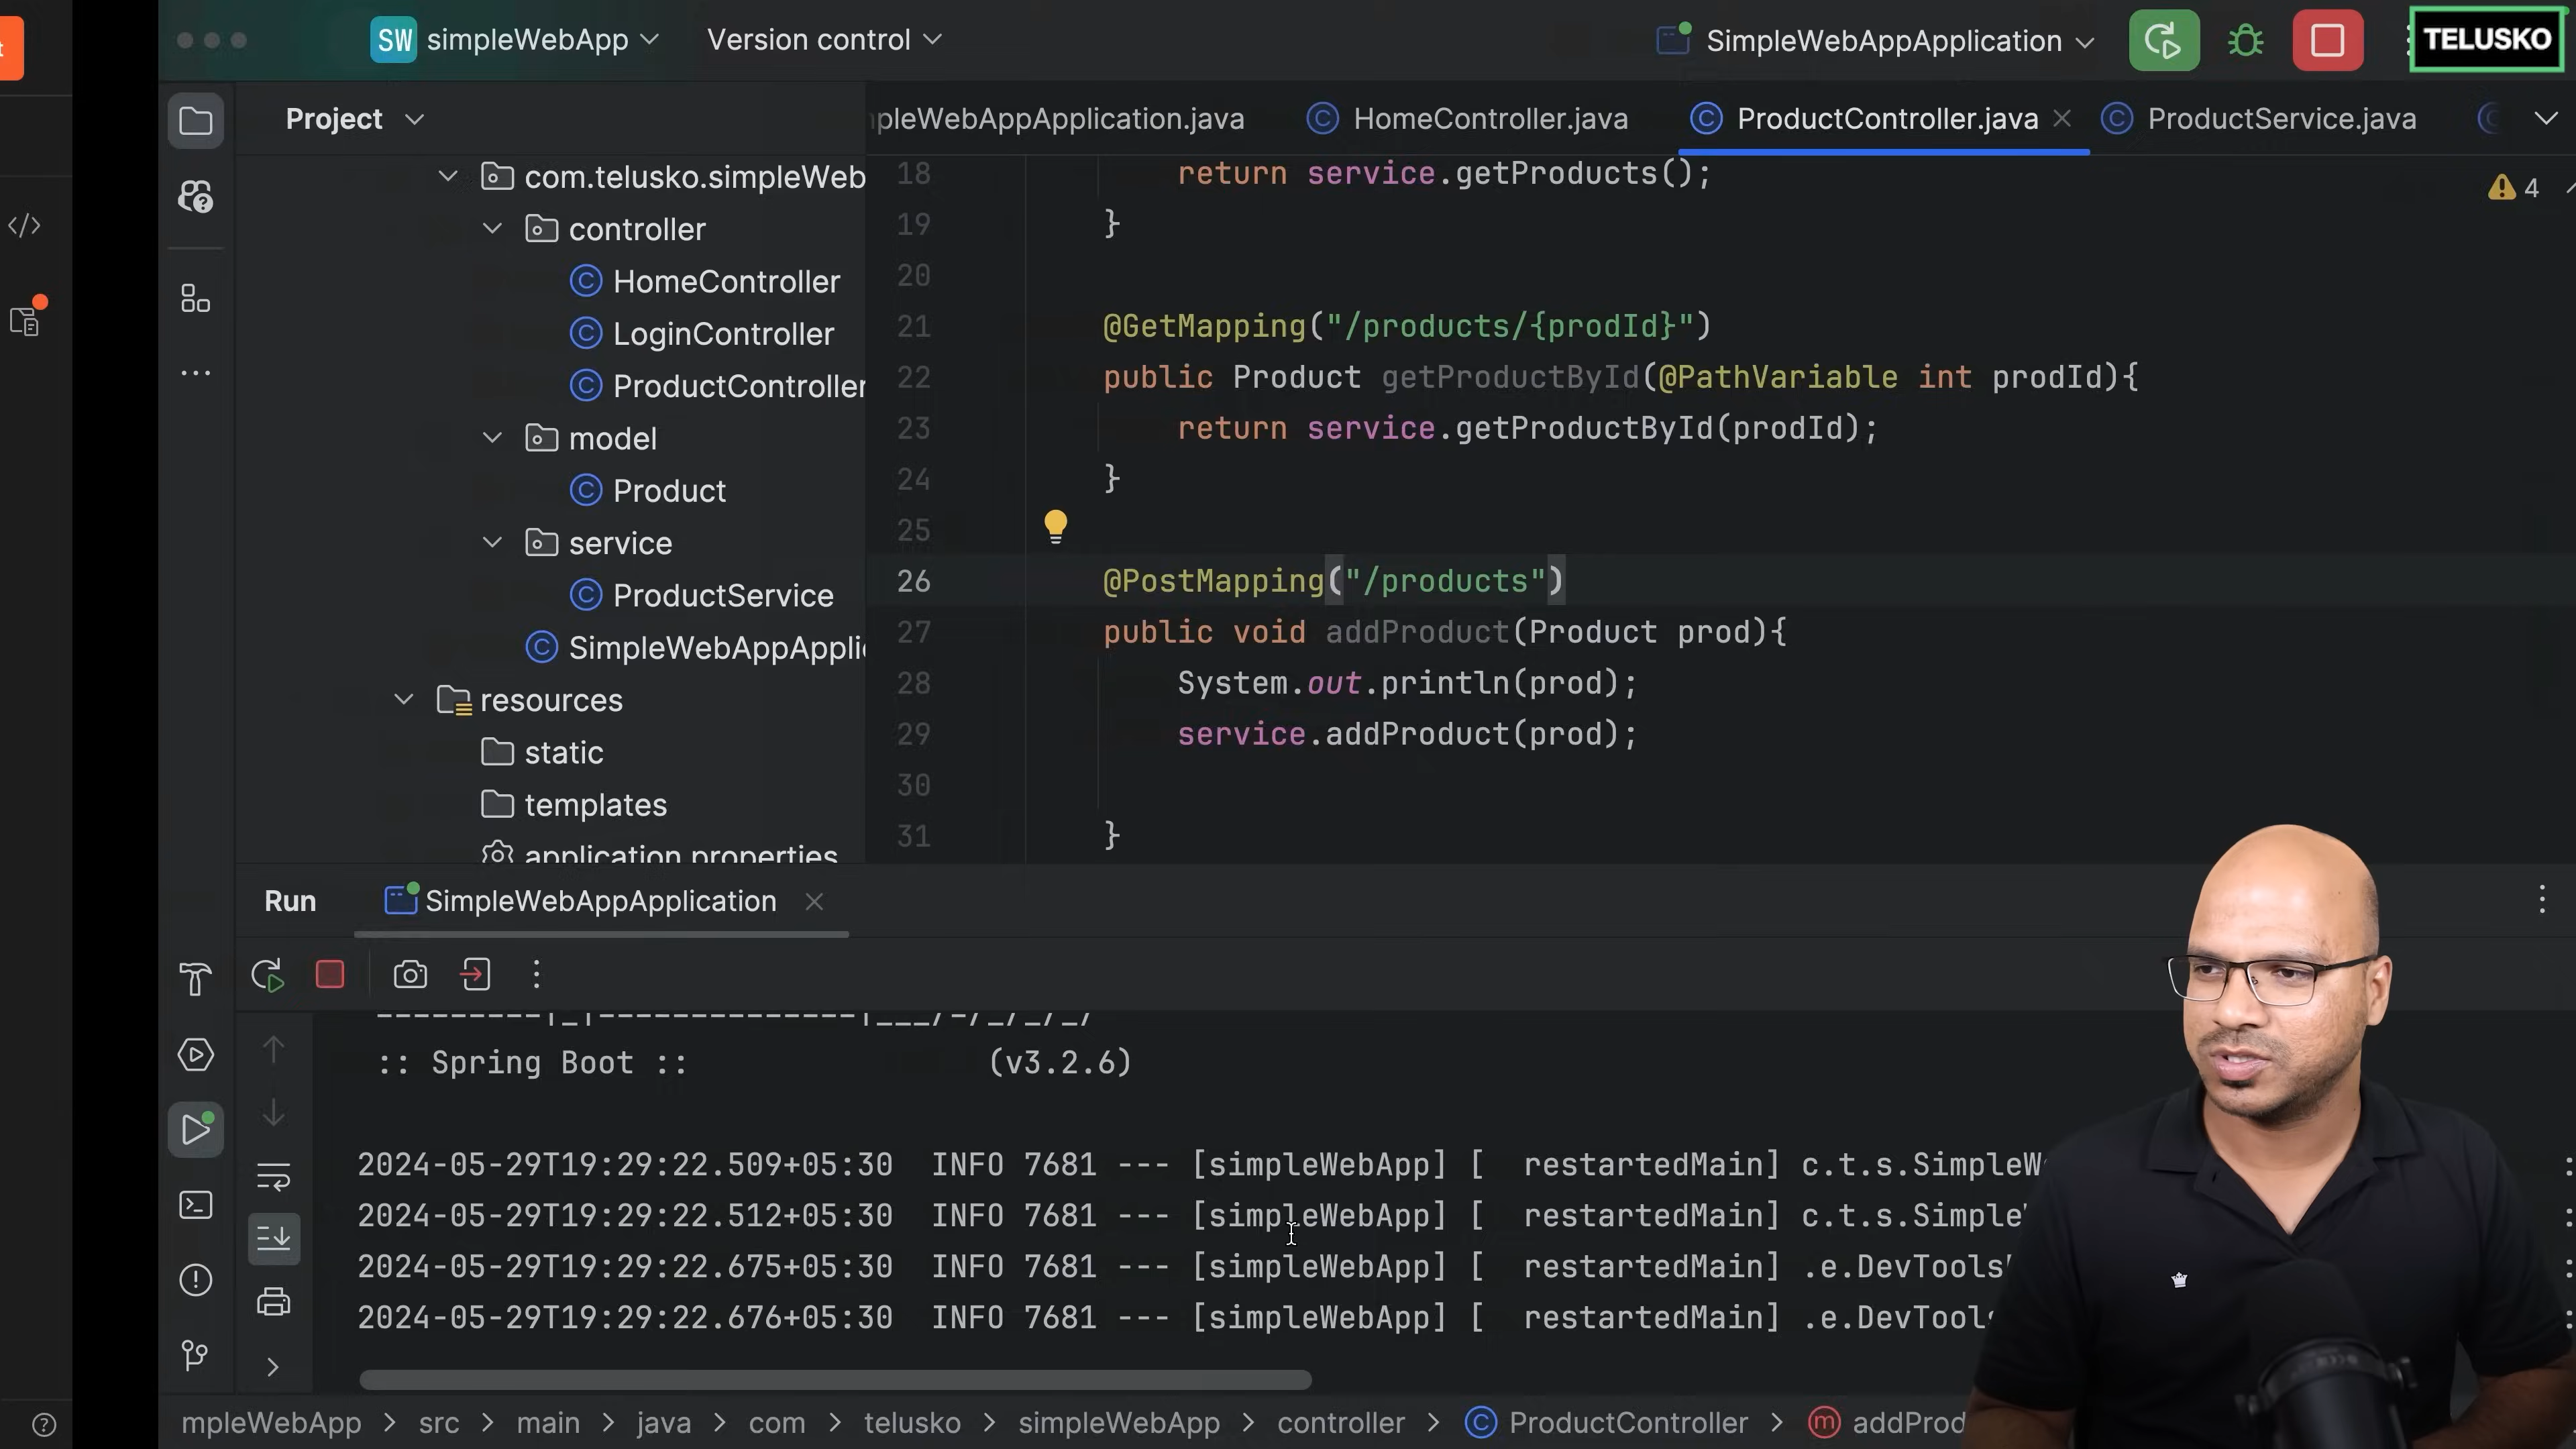 SW simpleWebApp
Version control
SimpleWebAppApplication
TELUSKO
Project
pleWebAppApplication.java
HomeController.java
ProductController.java
ProductService.java
4
com.telusko.simpleWeb
controller
HomeController
LoginController
ProductController
model
Product
service
ProductService
SimpleWebAppAppli
resources
static
templates
application.properties
18 return service.getProducts();
19 }
20
21 @GetMapping("/products/{prodId}")
22 public Product getProductById(@PathVariable int prodId){
23 return service.getProductById(prodId);
24 }
25
26 @PostMapping("/products")
27 public void addProduct(Product prod){
28 System.out.println(prod);
29 service.addProduct(prod);
30
31 }
Run
SimpleWebAppApplication
:: Spring Boot :: (v3.2.6)
2024-05-29T19:29:22.509+05:30 INFO 7681 --- [simpleWebApp] [ restartedMain] c.t.s.SimpleW
2024-05-29T19:29:22.512+05:30 INFO 7681 --- [simpleWebApp] [ restartedMain] c.t.s.Simple
2024-05-29T19:29:22.675+05:30 INFO 7681 --- [simpleWebApp] [ restartedMain] .e.DevTools
2024-05-29T19:29:22.676+05:30 INFO 7681 --- [simpleWebApp] [ restartedMain] .e.DevTools
mpleWebApp > src > main > java > com > telusko > simpleWebApp > controller > ProductController > addProd